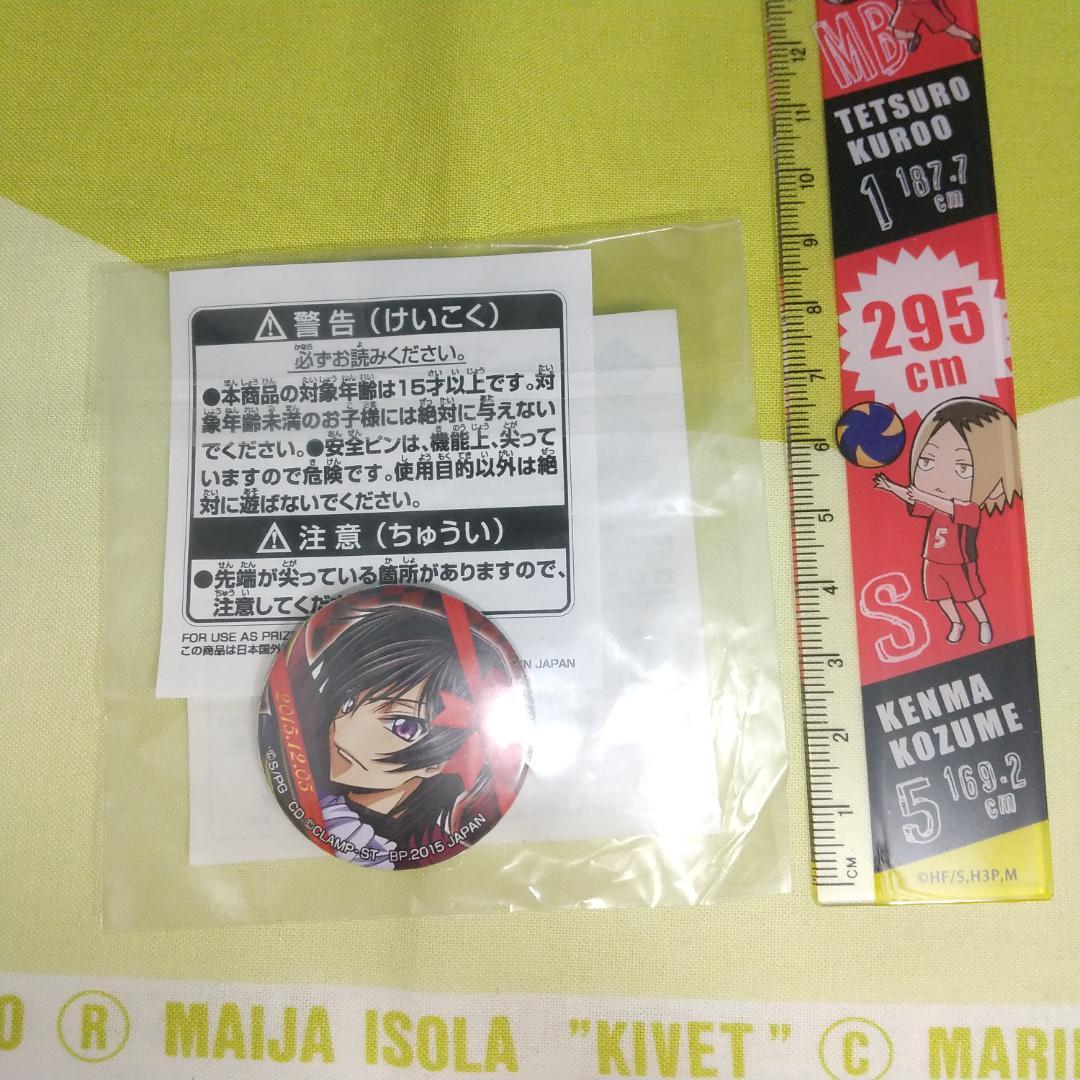 ⚠警告(けいこく)
必ずお読みください。
●本商品の対象年齢は15才以上です。対
象年齢未満のお子様には絶対に与えない
でください。●安全ピンは、機能上、尖って
いますので危険です。使用目的以外は絶
対に遊ばないでください。
⚠注意(ちゅうい)
●先端が尖っている箇所がありますので、
注意してくだ
FOR USE AS PRIZ
この商品は日本国外
IN JAPAN
2015.12.05
©S/PG CD ©CLAMP・ST BP.2015 JAPAN
MB
TETSURO
KUROO
1 187.7
cm
295
cm
5
S
KENMA
KOZUME
5 169.2
cm
©HF/S,H3P,M
12
11
10
9
8
7
6
5
4
3
2
1
CM
O ® MAIJA ISOLA "KIVET" © MARI